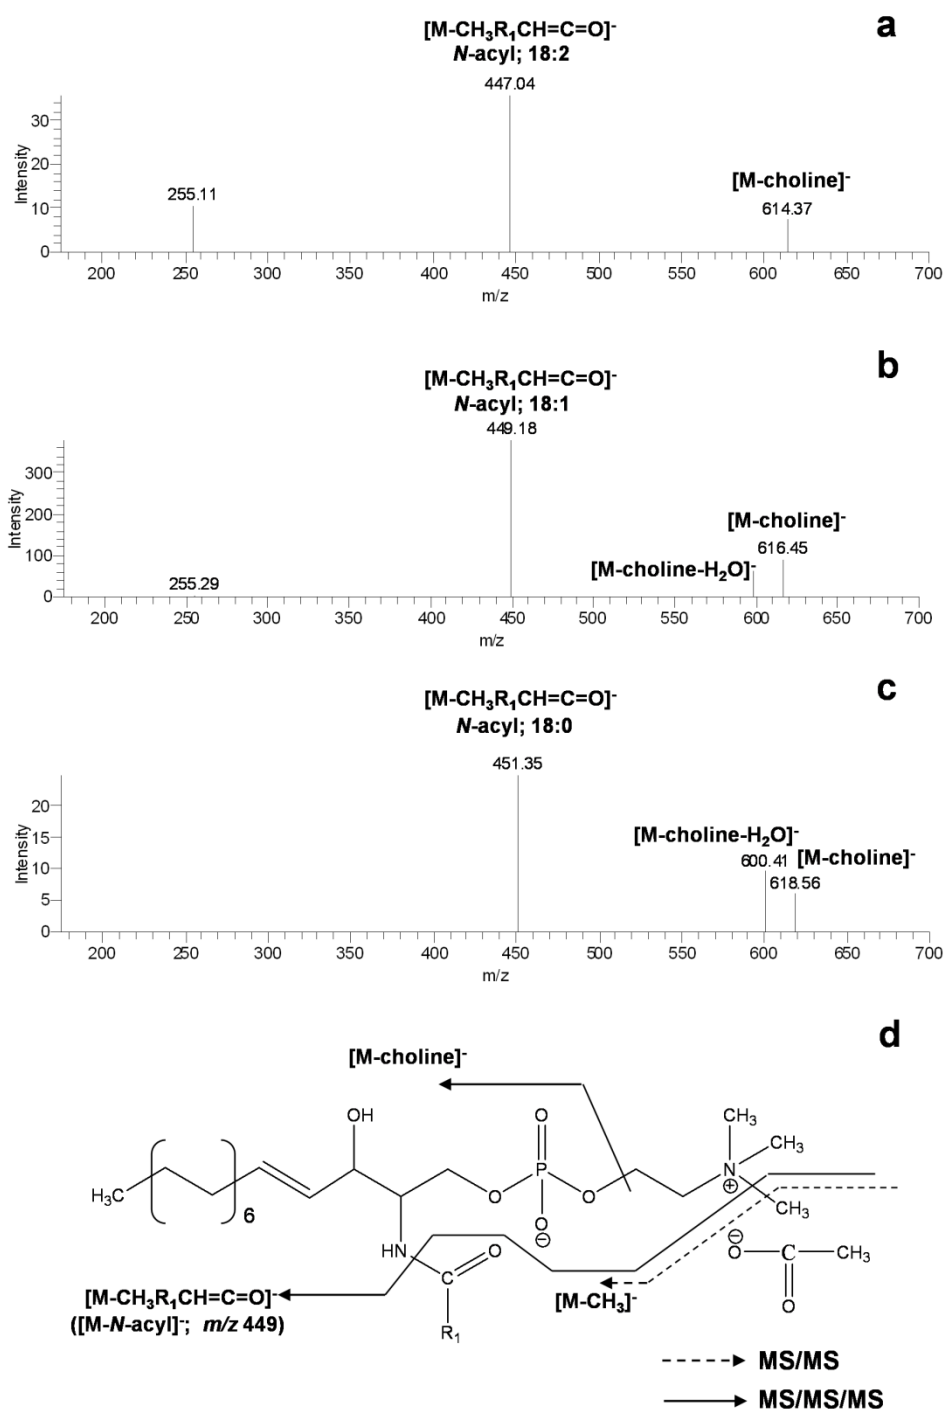 a
[M-CH₃R₁CH=C=O]⁻
N-acyl; 18:2
447.04
255.11
[M-choline]⁻
614.37
Intensity
30
20
10
0
200 250 300 350 400 450 500 550 600 650 700
m/z
b
[M-CH₃R₁CH=C=O]⁻
N-acyl; 18:1
449.18
[M-choline]⁻
616.45
[M-choline-H₂O]⁻
255.29
Intensity
300
200
100
0
200 250 300 350 400 450 500 550 600 650 700
m/z
c
[M-CH₃R₁CH=C=O]⁻
N-acyl; 18:0
451.35
[M-choline-H₂O]⁻
600.41 [M-choline]⁻
618.56
Intensity
20
15
10
5
0
200 250 300 350 400 450 500 550 600 650 700
m/z
d
[M-choline]⁻
OH
O
CH₃
CH₃
H₃C
6
O
P
O
N
⊕
CH₃
O
⊖
HN
O
C
R₁
⊖
O
C
CH₃
O
[M-CH₃R₁CH=C=O]⁻
([M-N-acyl]⁻; m/z 449)
[M-CH₃]⁻
MS/MS
MS/MS/MS